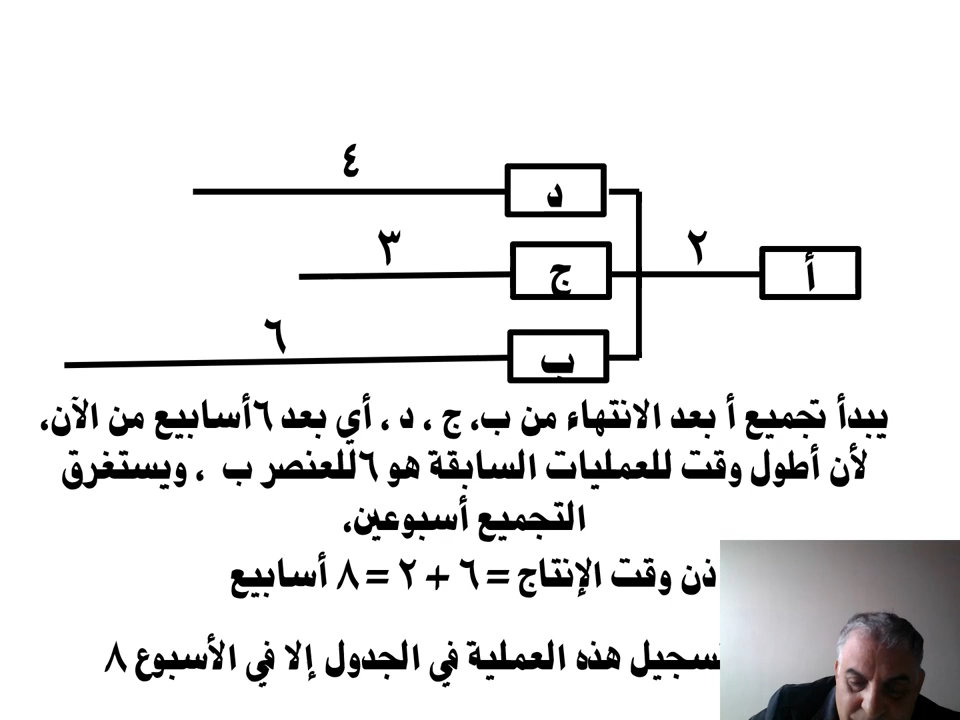 ٤
د
٣
ج
٢
أ
٦
ب
يبدأ تجميع أ بعد الانتهاء من ب، ج ، د ، أي بعد ٦أسابيع من الآن،
لأن أطول وقت للعمليات السابقة هو ٦للعنصر ب ، ويستغرق
التجميع أسبوعين،
ذن وقت الإنتاج = ٦ + ٢ = ٨ أسابيع
سجيل هذه العملية في الجدول إلا في الأسبوع ٨